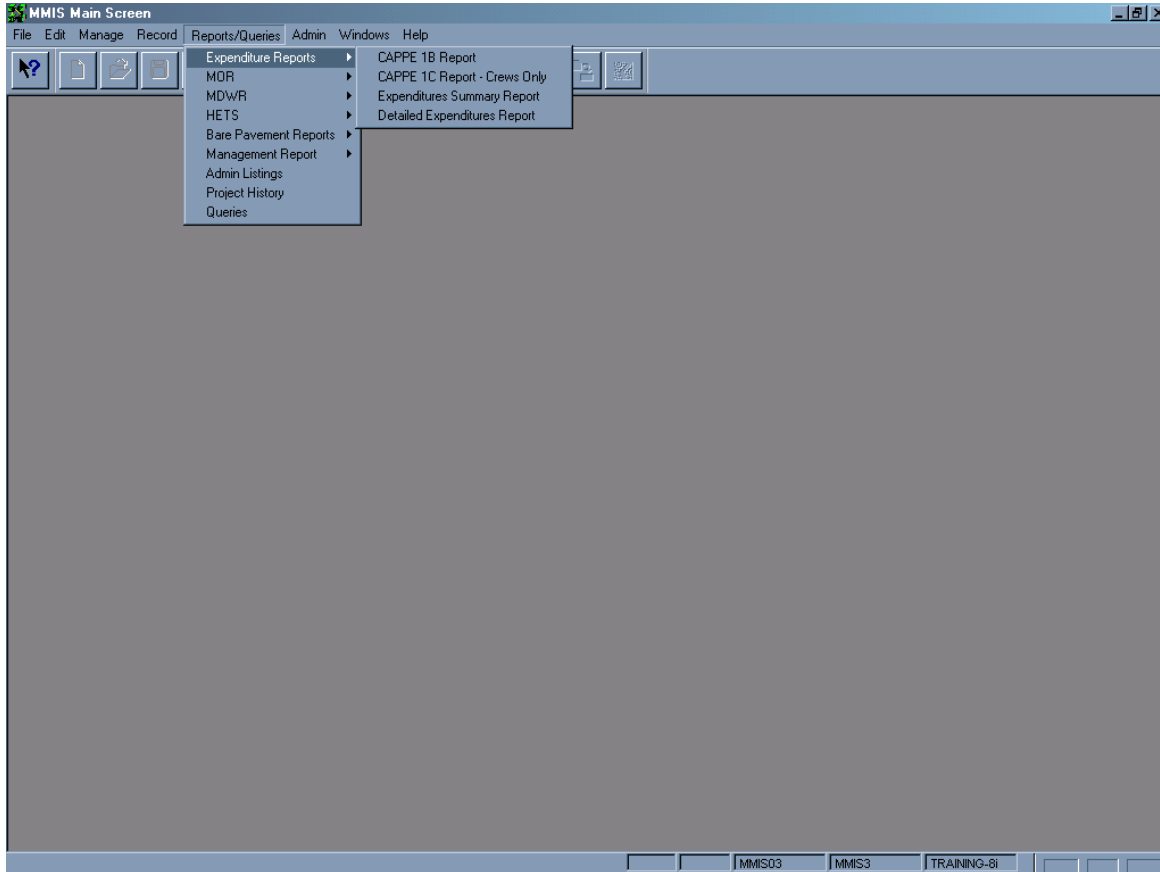 MMIS Main Screen
File Edit Manage Record Reports/Queries Admin Windows Help
Expenditure Reports
MOR
MDWR
HETS
Bare Pavement Reports
Management Report
Admin Listings
Project History
Queries
CAPPE 1B Report
CAPPE 1C Report - Crews Only
Expenditures Summary Report
Detailed Expenditures Report
MMIS03 MMIS3 TRAINING-8i